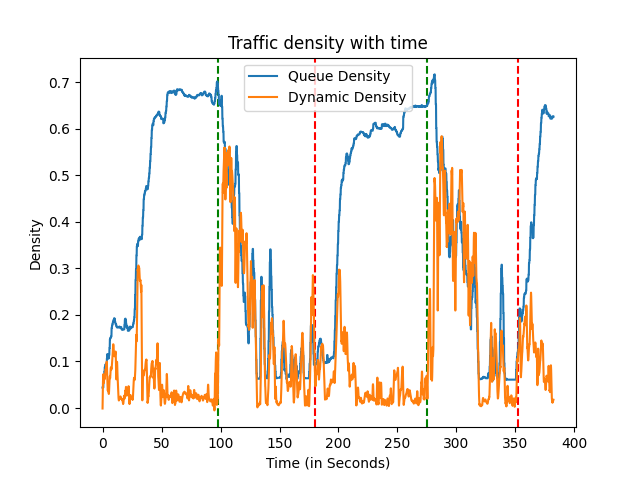 Traffic density with time
Queue Density
Dynamic Density
0.7
0.6
0.5
0.4
0.3
0.2
0.1
0.0
Density
0 50 100 150 200 250 300 350 400
Time (in Seconds)